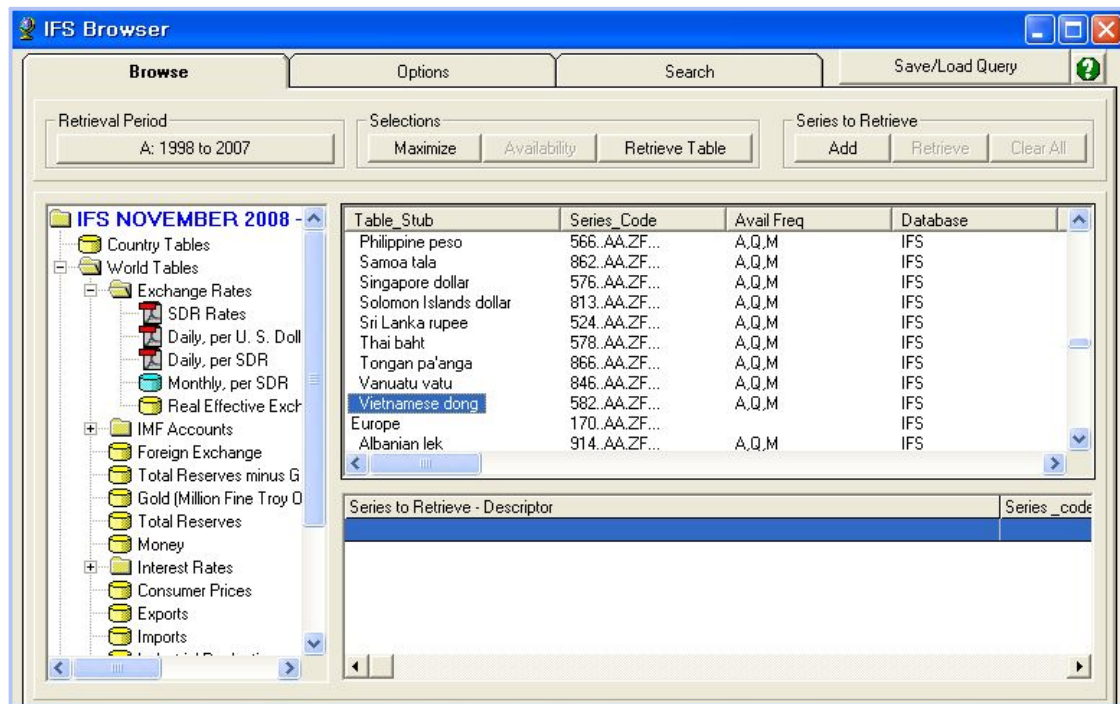 IFS Browser
Browse Options Search Save/Load Query
Retrieval Period Selections Series to Retrieve
A: 1998 to 2007 Maximize Availability Retrieve Table Add Retrieve Clear All
IFS NOVEMBER 2008 -
Country Tables
World Tables
Exchange Rates
SDR Rates
Daily, per U. S. Doll
Daily, per SDR
Monthly, per SDR
Real Effective Exch
IMF Accounts
Foreign Exchange
Total Reserves minus G
Gold (Million Fine Troy O
Total Reserves
Money
Interest Rates
Consumer Prices
Exports
Imports
Table_Stub Series_Code Avail Freq Database
Philippine peso 566..AA.ZF... A,Q,M IFS
Samoa tala 862..AA.ZF... A,Q,M IFS
Singapore dollar 576..AA.ZF... A,Q,M IFS
Solomon Islands dollar 813..AA.ZF... A,Q,M IFS
Sri Lanka rupee 524..AA.ZF... A,Q,M IFS
Thai baht 578..AA.ZF... A,Q,M IFS
Tongan pa'anga 866..AA.ZF... A,Q,M IFS
Vanuatu vatu 846..AA.ZF... A,Q,M IFS
Vietnamese dong 582..AA.ZF... A,Q,M IFS
Europe 170..AA.ZF... IFS
Albanian lek 914..AA.ZF... A,Q,M IFS
Series to Retrieve - Descriptor Series _code